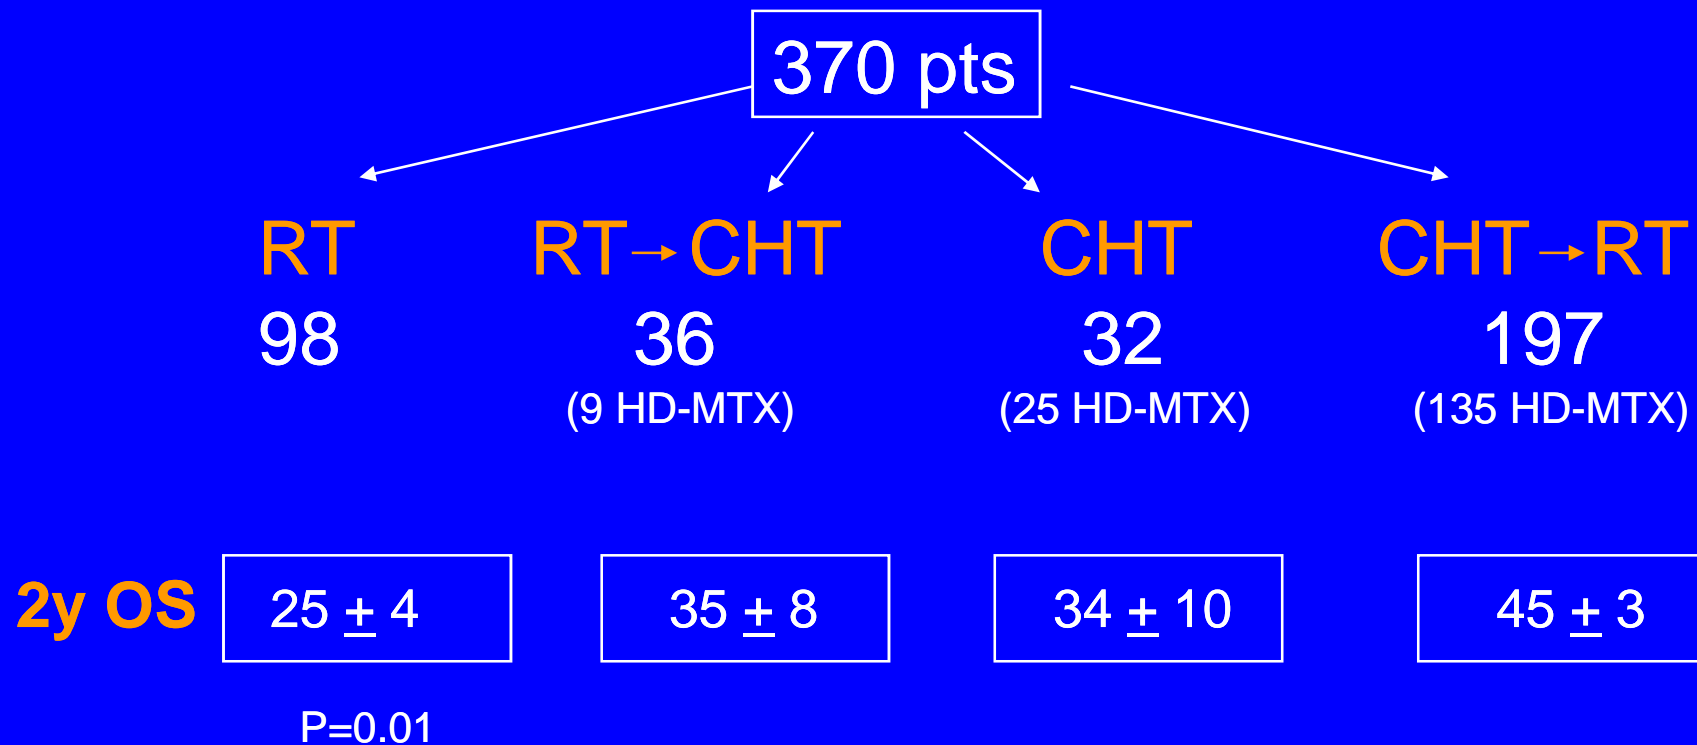 370 pts
RT RT→CHT CHT CHT→RT
98 36 32 197
(9 HD-MTX) (25 HD-MTX) (135 HD-MTX)
2y OS 25 ± 4 35 ± 8 34 ± 10 45 ± 3
P=0.01